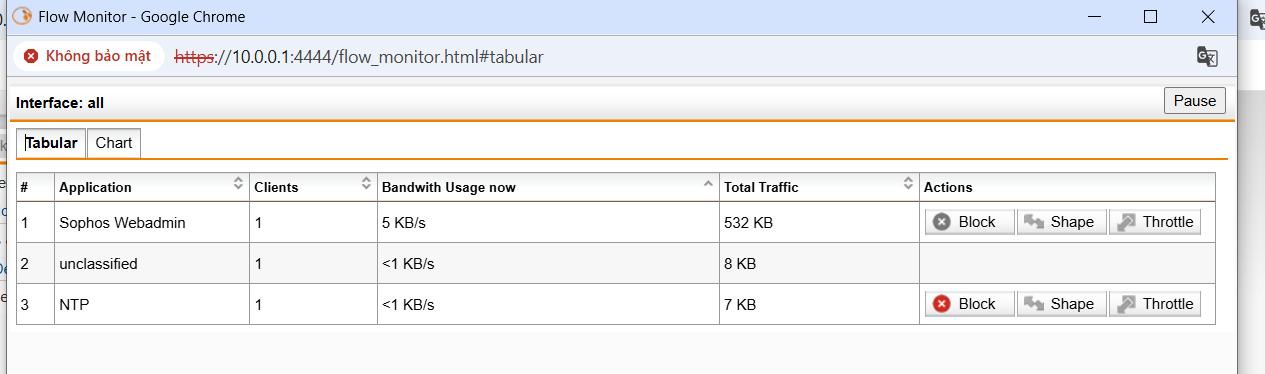 Flow Monitor - Google Chrome
Không bảo mật https://10.0.0.1:4444/flow_monitor.html#tabular
Interface: all Pause
Tabular Chart
# Application Clients Bandwith Usage now Total Traffic Actions
1 Sophos Webadmin 1 5 KB/s 532 KB Block Shape Throttle
2 unclassified 1 <1 KB/s 8 KB
3 NTP 1 <1 KB/s 7 KB Block Shape Throttle